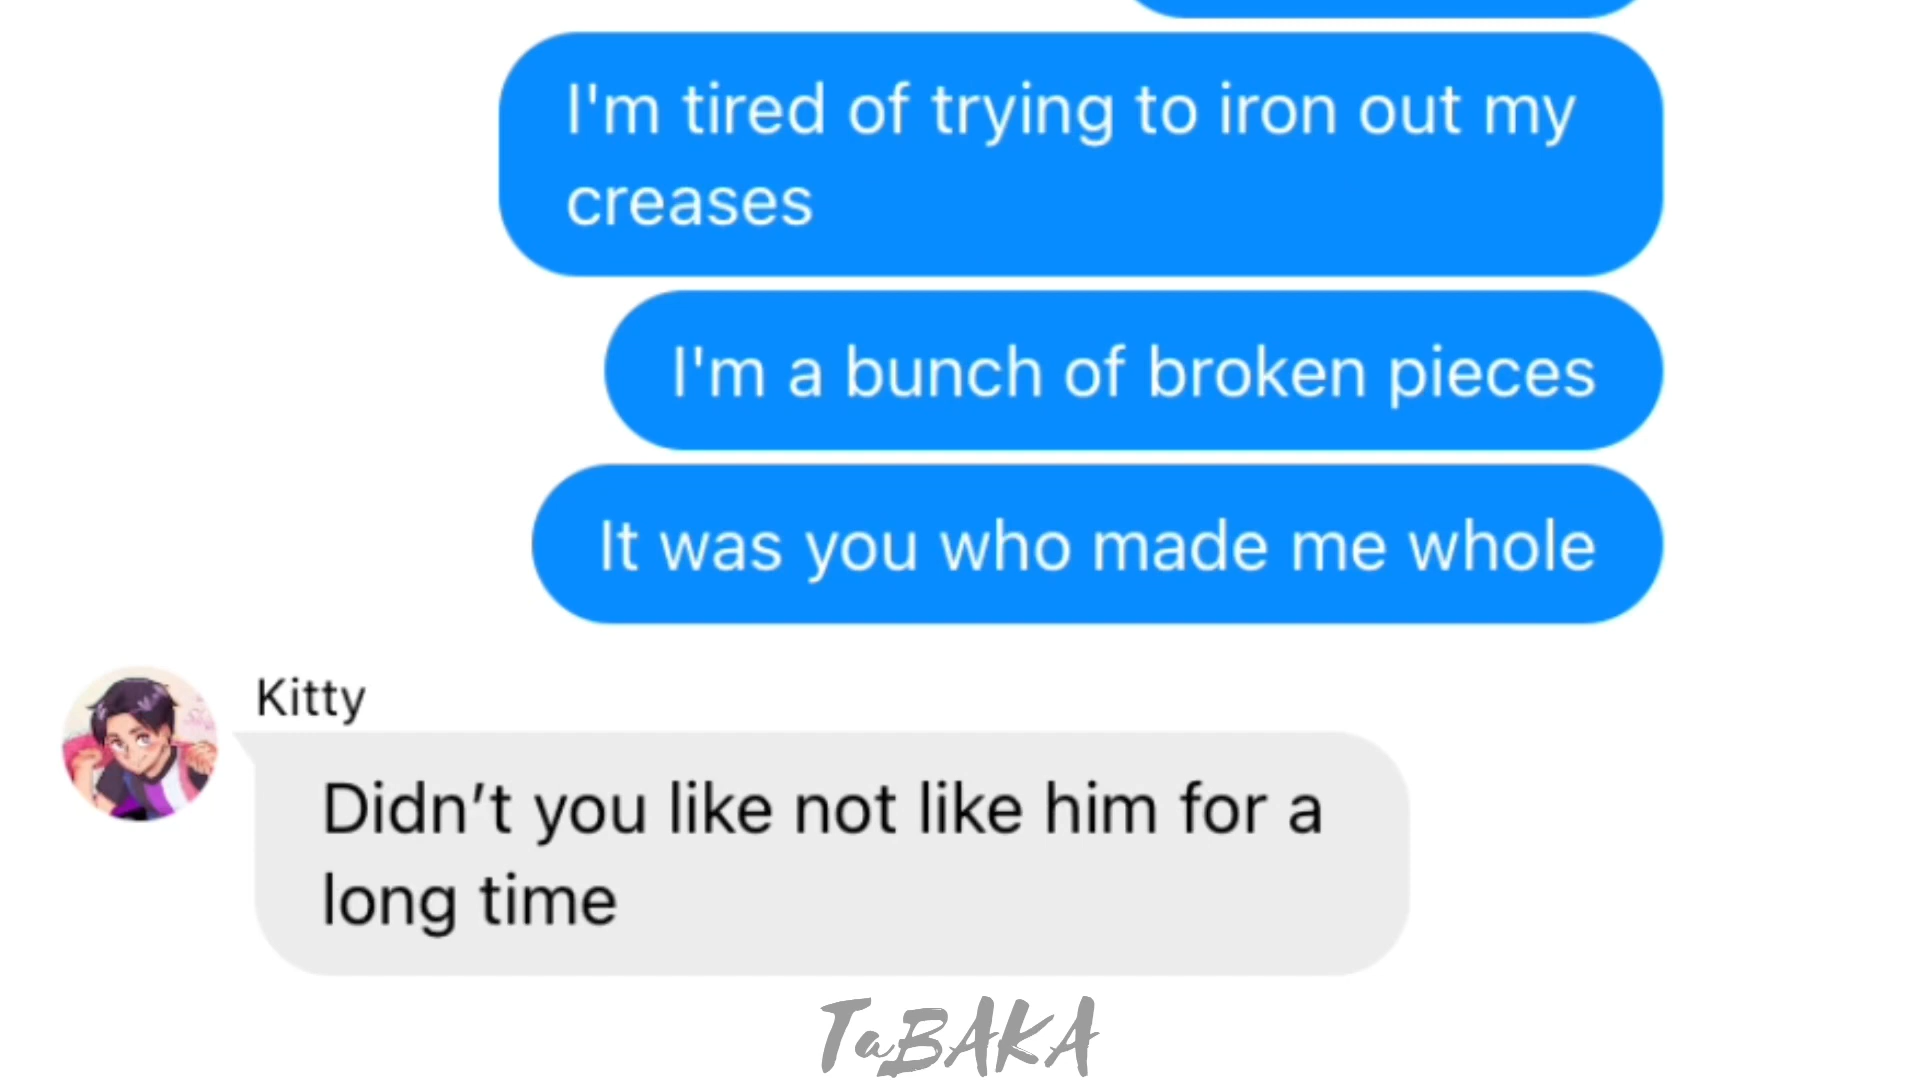 I'm tired of trying to iron out my
creases
I'm a bunch of broken pieces
It was you who made me whole
Kitty
Didn’t you like not like him for a
long time
TaBAKA